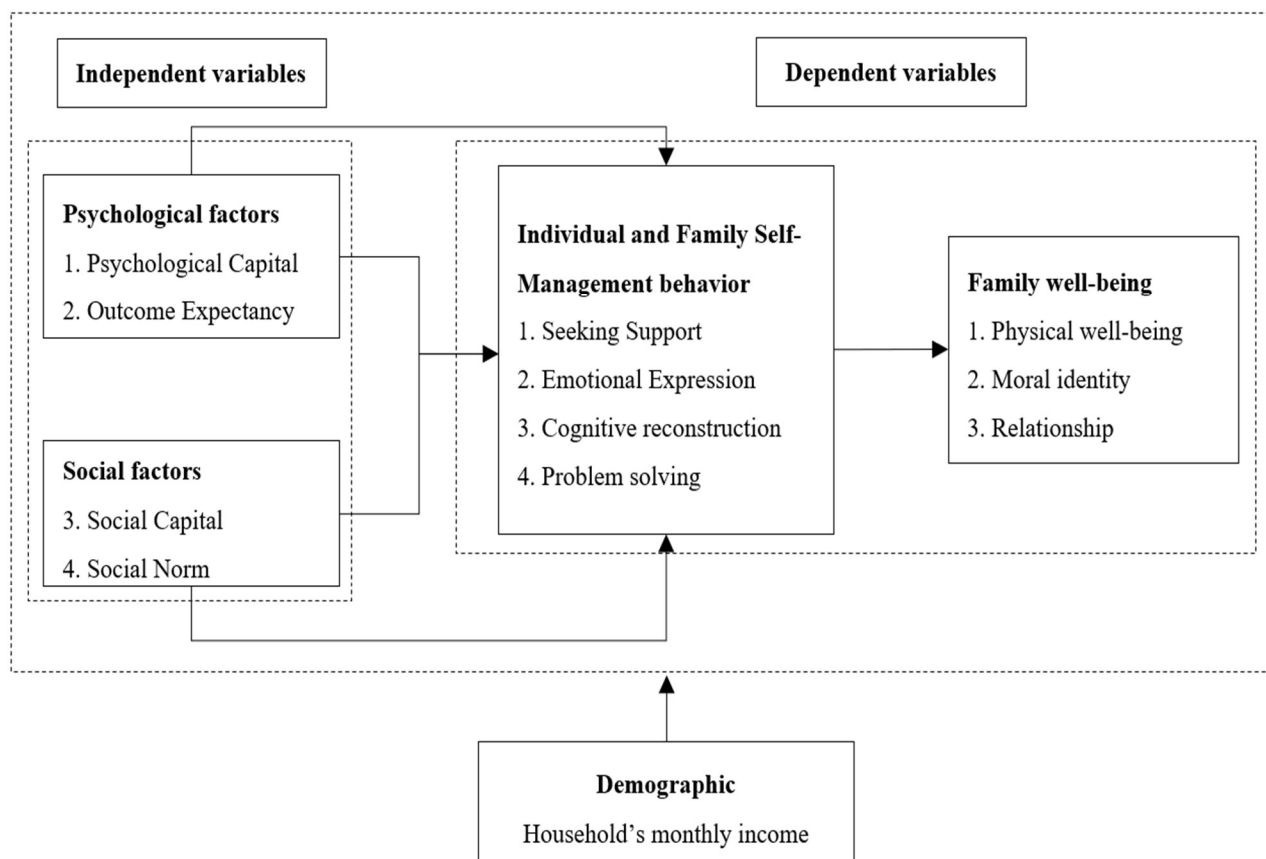 Independent variables
Dependent variables
Psychological factors
1. Psychological Capital
2. Outcome Expectancy
Social factors
3. Social Capital
4. Social Norm
Individual and Family Self-
Management behavior
1. Seeking Support
2. Emotional Expression
3. Cognitive reconstruction
4. Problem solving
Family well-being
1. Physical well-being
2. Moral identity
3. Relationship
Demographic
Household’s monthly income